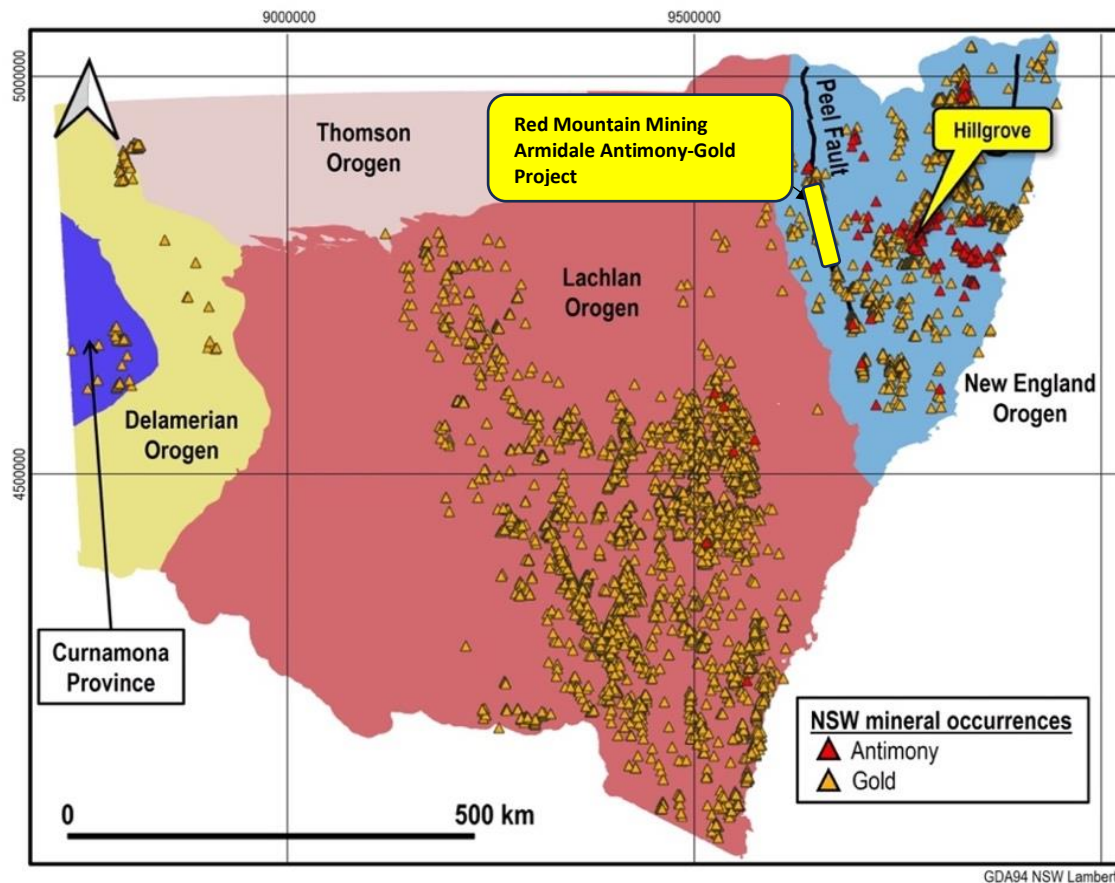 9000000
9500000
5000000
4500000
Peel Fault
Red Mountain Mining
Armidale Antimony-Gold
Project
Hillgrove
Thomson
Orogen
Lachlan
Orogen
New England
Orogen
Delamerian
Orogen
Curnamona
Province
NSW mineral occurrences
Antimony
Gold
0
500 km
GDA94 NSW Lambert